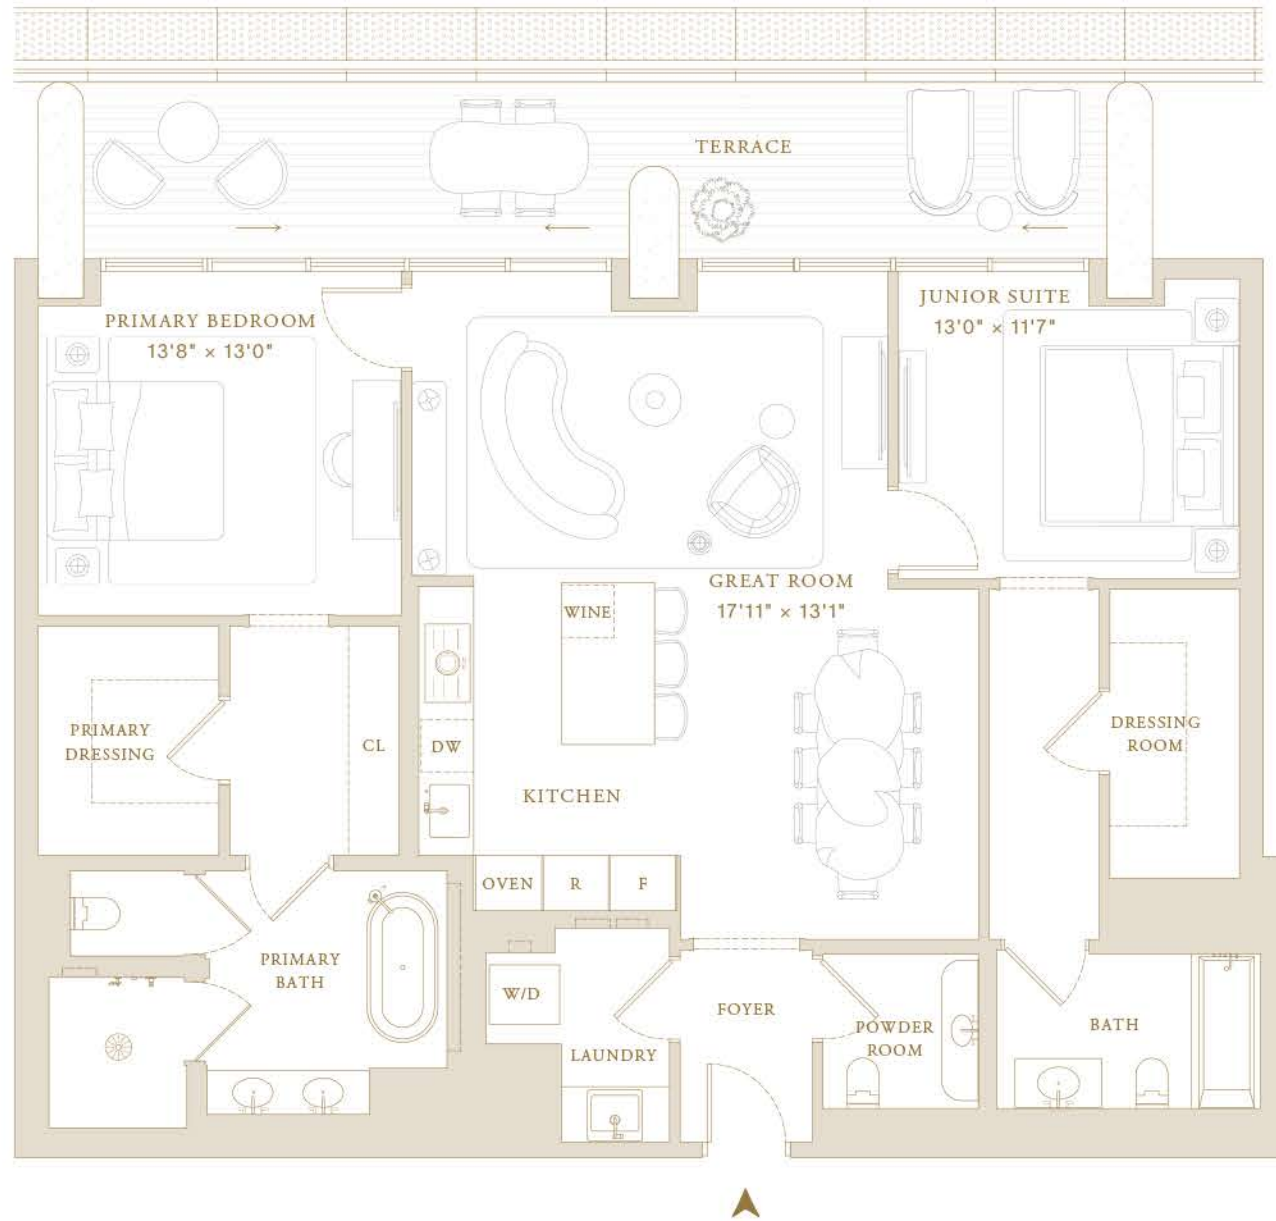 TERRACE
PRIMARY BEDROOM
13'8" × 13'0"
JUNIOR SUITE
13'0" × 11'7"
GREAT ROOM
17'11" × 13'1"
WINE
PRIMARY
DRESSING
CL
DW
KITCHEN
DRESSING
ROOM
OVEN
R
F
PRIMARY
BATH
W/D
LAUNDRY
FOYER
POWDER
ROOM
BATH